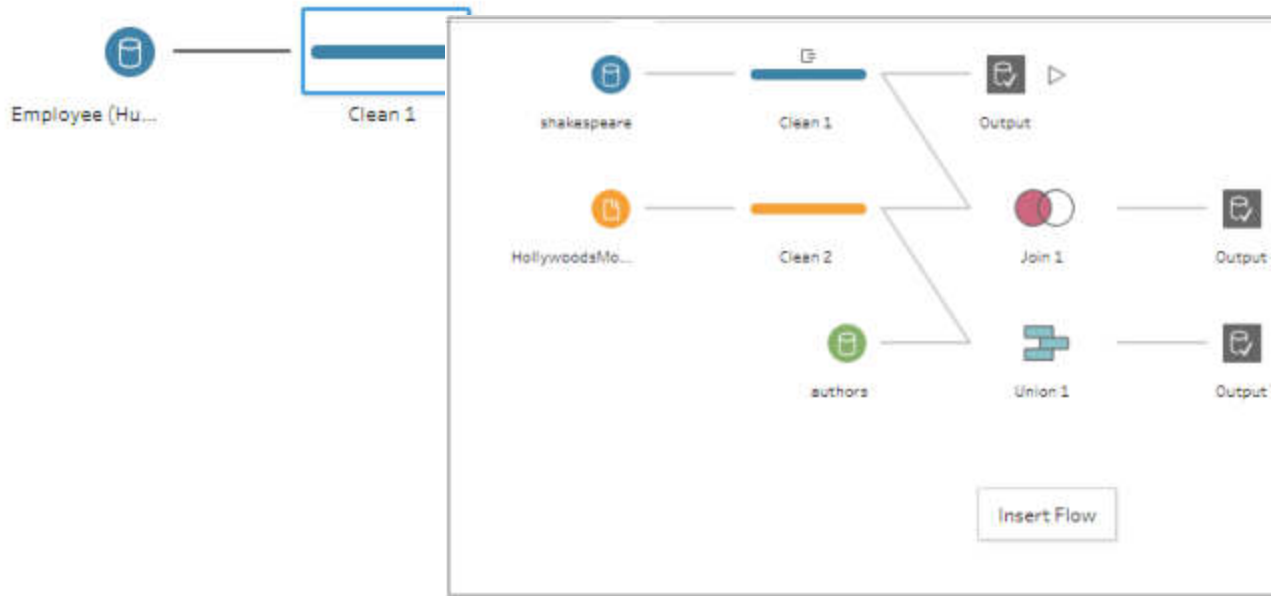 Employee (Hu...
Clean 1
shakespeare
Clean 1
Output
HollywoodsMo...
Clean 2
Join 1
Output
authors
Union 1
Output
Insert Flow